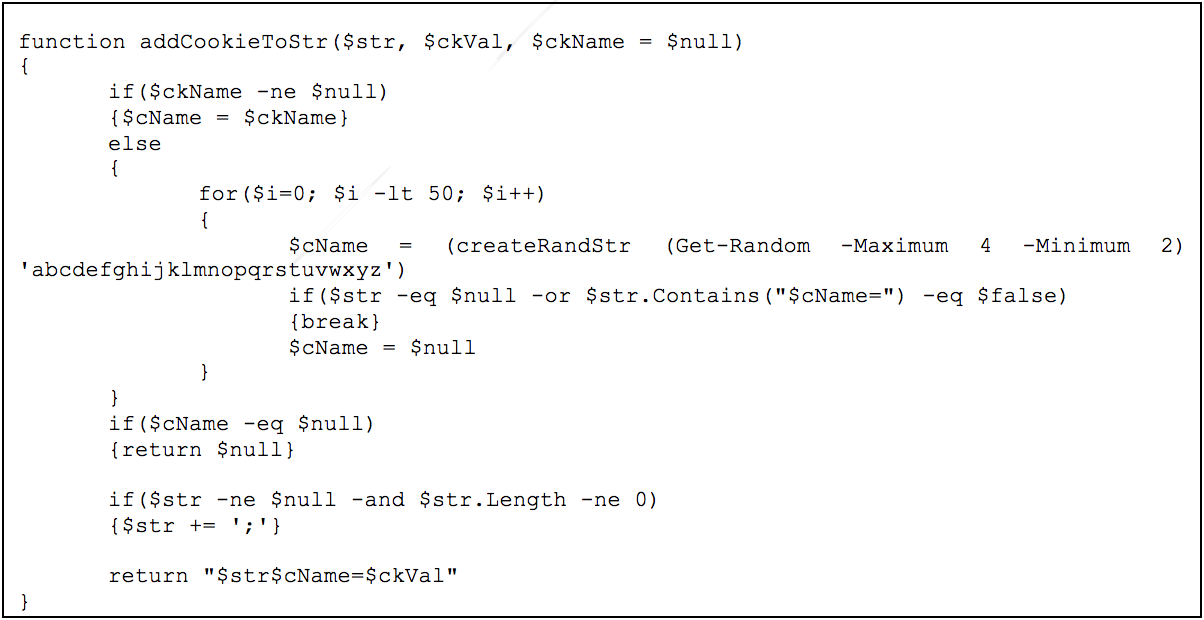 function addCookieToStr($str, $ckVal, $ckName = $null)
{
if($ckName -ne $null)
{$cName = $ckName}
else
{
for($i=0; $i -lt 50; $i++)
{
$cName = (createRandStr (Get-Random -Maximum 4 -Minimum 2)
'abcdefghijklmnopqrstuvwxyz')
if($str -eq $null -or $str.Contains("$cName=") -eq $false)
{break}
$cName = $null
}
}
if($cName -eq $null)
{return $null}
if($str -ne $null -and $str.Length -ne 0)
{$str += ';'}
return "$str$cName=$ckVal"
}